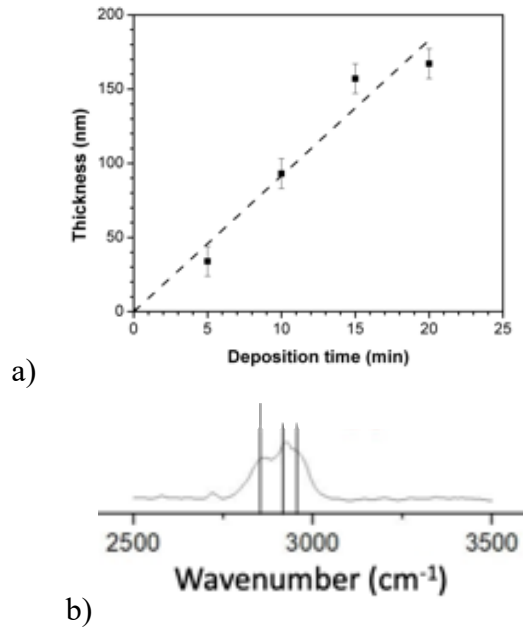 200
150
100
50
0
Thickness (nm)
0 5 10 15 20 25
Deposition time (min)
a)
2500 3000 3500
Wavenumber (cm⁻¹)
b)